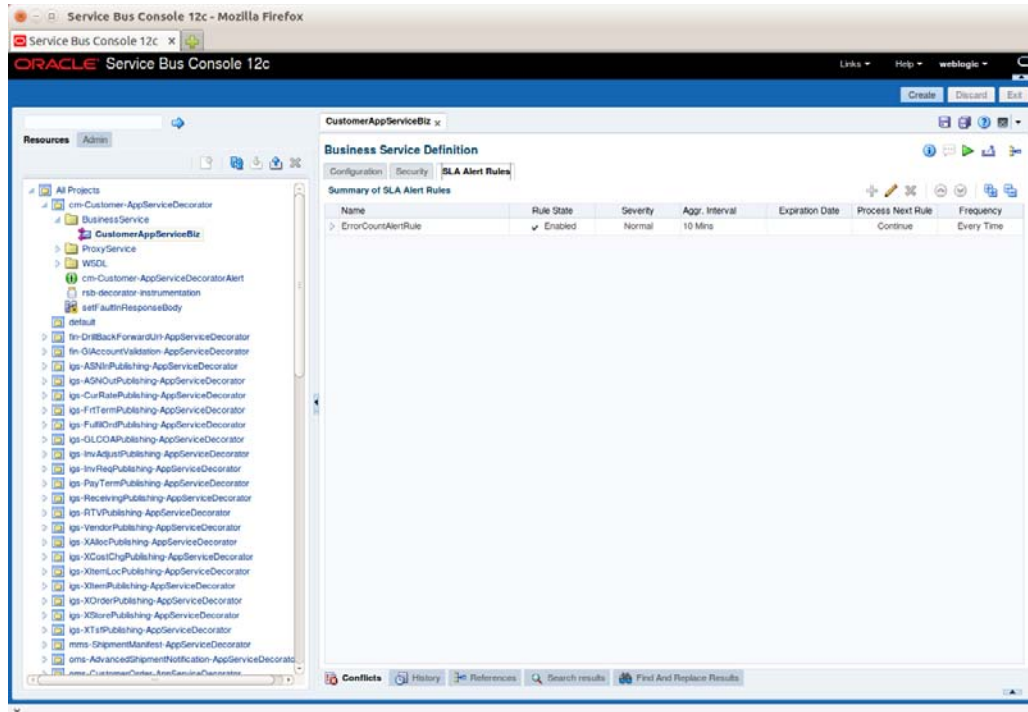 Service Bus Console 12c - Mozilla Firefox
Service Bus Console 12c
ORACLE Service Bus Console 12c
Links Help weblogic
Create Discard Exit
Resources Admin
All Projects
cm-Customer-AppServiceDecorator
BusinessService
CustomerAppServiceBiz
ProxyService
WSDL
cm-Customer-AppServiceDecoratorAlert
rsb-decorator-instrumentation
setFaultInResponseBody
default
fin-DrillBackForwardUrl-AppServiceDecorator
fin-GlAccountValidation-AppServiceDecorator
igs-ASNInPublishing-AppServiceDecorator
igs-ASNOutPublishing-AppServiceDecorator
igs-CurRatePublishing-AppServiceDecorator
igs-FrtTermPublishing-AppServiceDecorator
igs-FulfilOrdPublishing-AppServiceDecorator
igs-GLCOAPublishing-AppServiceDecorator
igs-InvAdjustPublishing-AppServiceDecorator
igs-InvReqPublishing-AppServiceDecorator
igs-PayTermPublishing-AppServiceDecorator
igs-ReceivingPublishing-AppServiceDecorator
igs-RTVPublishing-AppServiceDecorator
igs-VendorPublishing-AppServiceDecorator
igs-XAllocPublishing-AppServiceDecorator
igs-XCostChgPublishing-AppServiceDecorator
igs-XItemLocPublishing-AppServiceDecorator
igs-XItemPublishing-AppServiceDecorator
igs-XOrderPublishing-AppServiceDecorator
igs-XStorePublishing-AppServiceDecorator
igs-XTsfPublishing-AppServiceDecorator
mms-ShipmentManifest-AppServiceDecorator
oms-AdvancedShipmentNotification-AppServiceDecorato
oms-CustomerOrder-AppServiceDecorator
CustomerAppServiceBiz
Business Service Definition
Configuration Security SLA Alert Rules
Summary of SLA Alert Rules
Name Rule State Severity Aggr. Interval Expiration Date Process Next Rule Frequency
ErrorCountAlertRule Enabled Normal 10 Mins Continue Every Time
Conflicts History References Search results Find And Replace Results